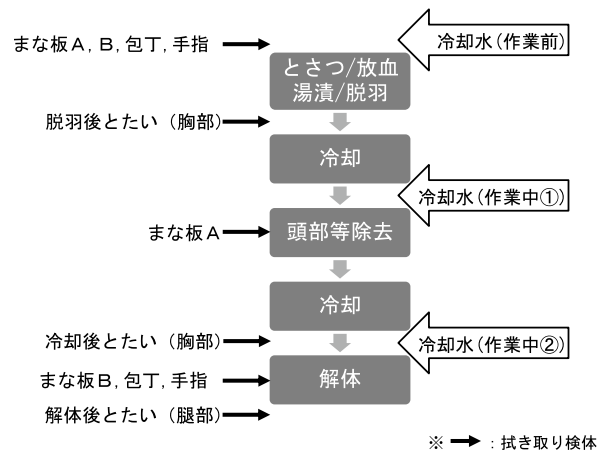 まな板A，B，包丁，手指
冷却水（作業前）
とさつ/放血
湯漬/脱羽
脱羽後とたい（胸部）
冷却
冷却水（作業中①）
まな板A
頭部等除去
冷却
冷却後とたい（胸部）
冷却水（作業中②）
まな板B，包丁，手指
解体
解体後とたい（腿部）
※ ➡ ：拭き取り検体